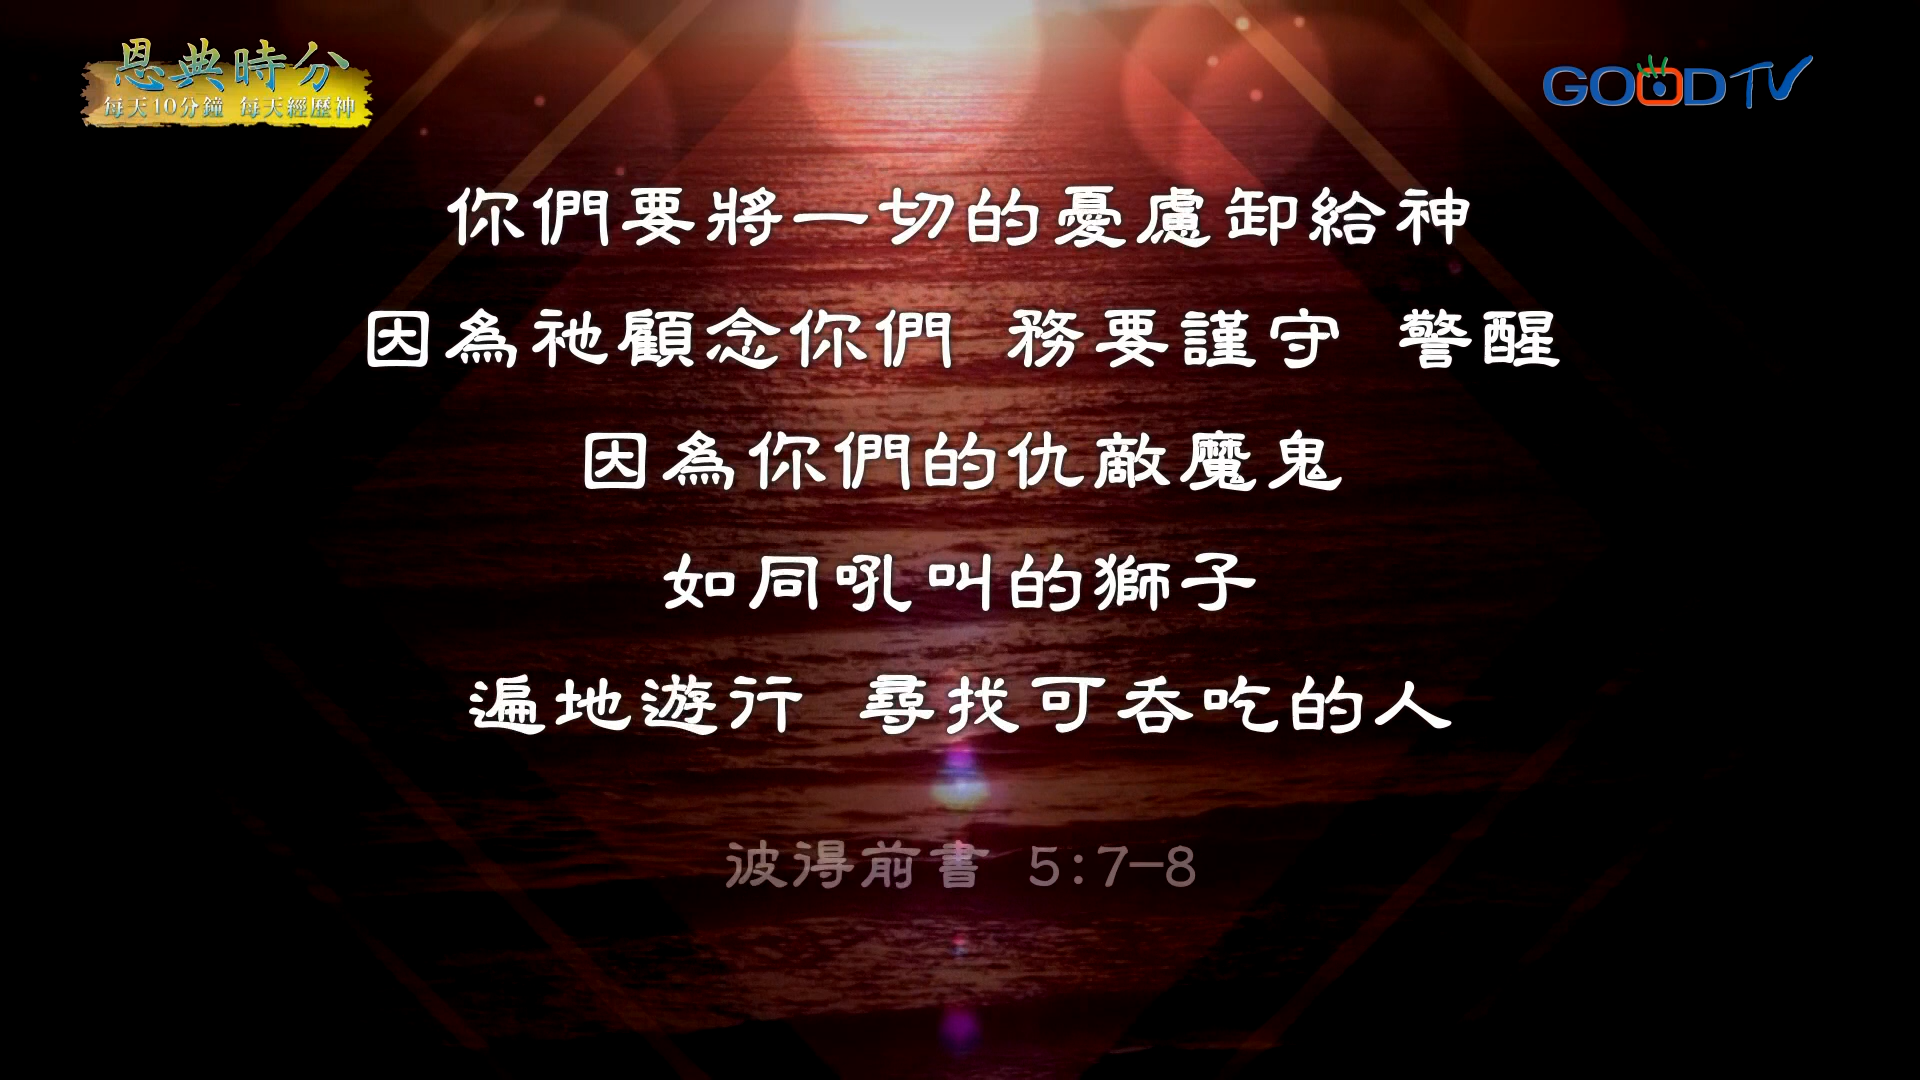 恩典時分
每天10分鐘 每天經歷神
GOOD TV
你們要將一切的憂慮卸給神
因為祂顧念你們 務要謹守 警醒
因為你們的仇敵魔鬼
如同吼叫的獅子
遍地遊行 尋找可吞吃的人
彼得前書 5:7-8